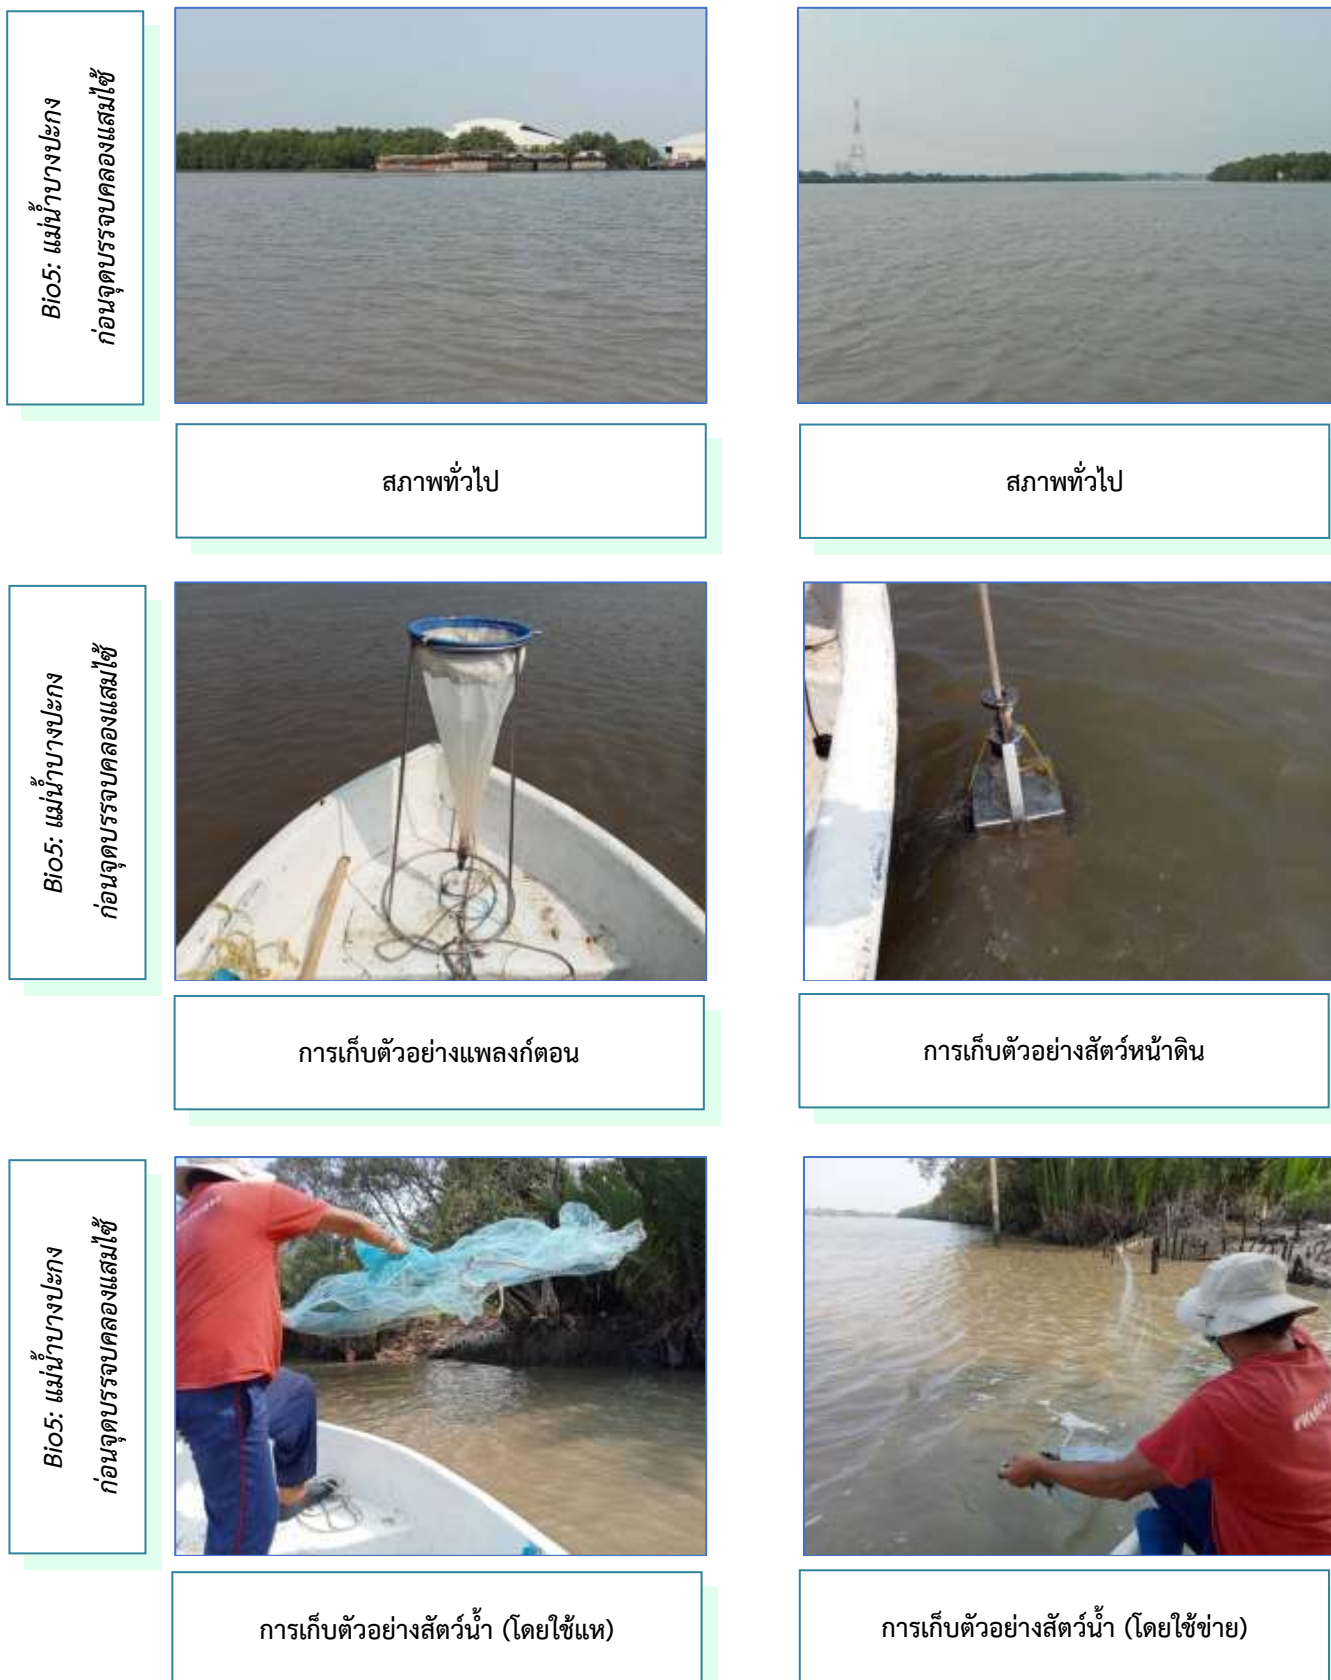 Bio5: แม่น้ำบางปะกง
ก่อนจุดบรรจบคลองแสมไช้
สภาพทั่วไป
สภาพทั่วไป
Bio5: แม่น้ำบางปะกง
ก่อนจุดบรรจบคลองแสมไช้
การเก็บตัวอย่างแพลงก์ตอน
การเก็บตัวอย่างสัตว์หน้าดิน
Bio5: แม่น้ำบางปะกง
ก่อนจุดบรรจบคลองแสมไช้
การเก็บตัวอย่างสัตว์น้ำ (โดยใช้แห)
การเก็บตัวอย่างสัตว์น้ำ (โดยใช้ข่าย)